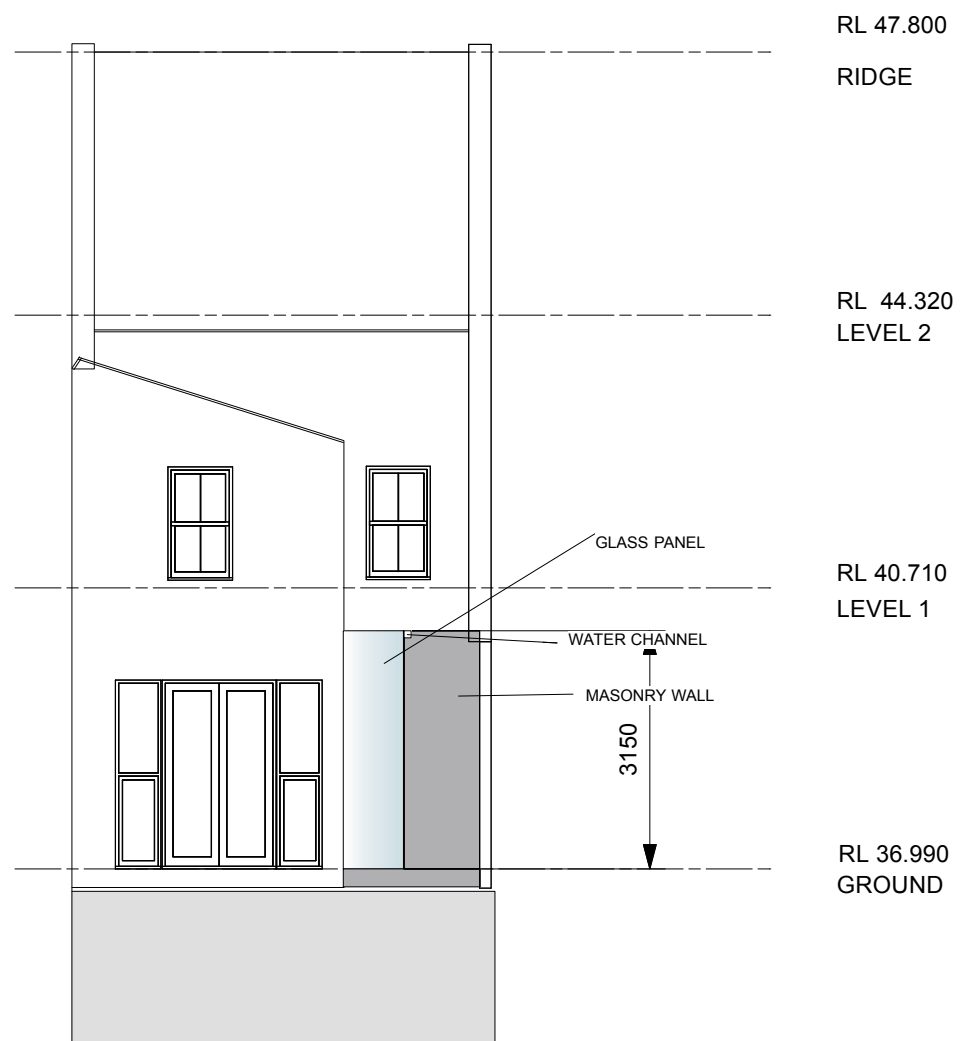 RL 47.800
RIDGE
RL 44.320
LEVEL 2
GLASS PANEL
RL 40.710
LEVEL 1
WATER CHANNEL
MASONRY WALL
3150
RL 36.990
GROUND